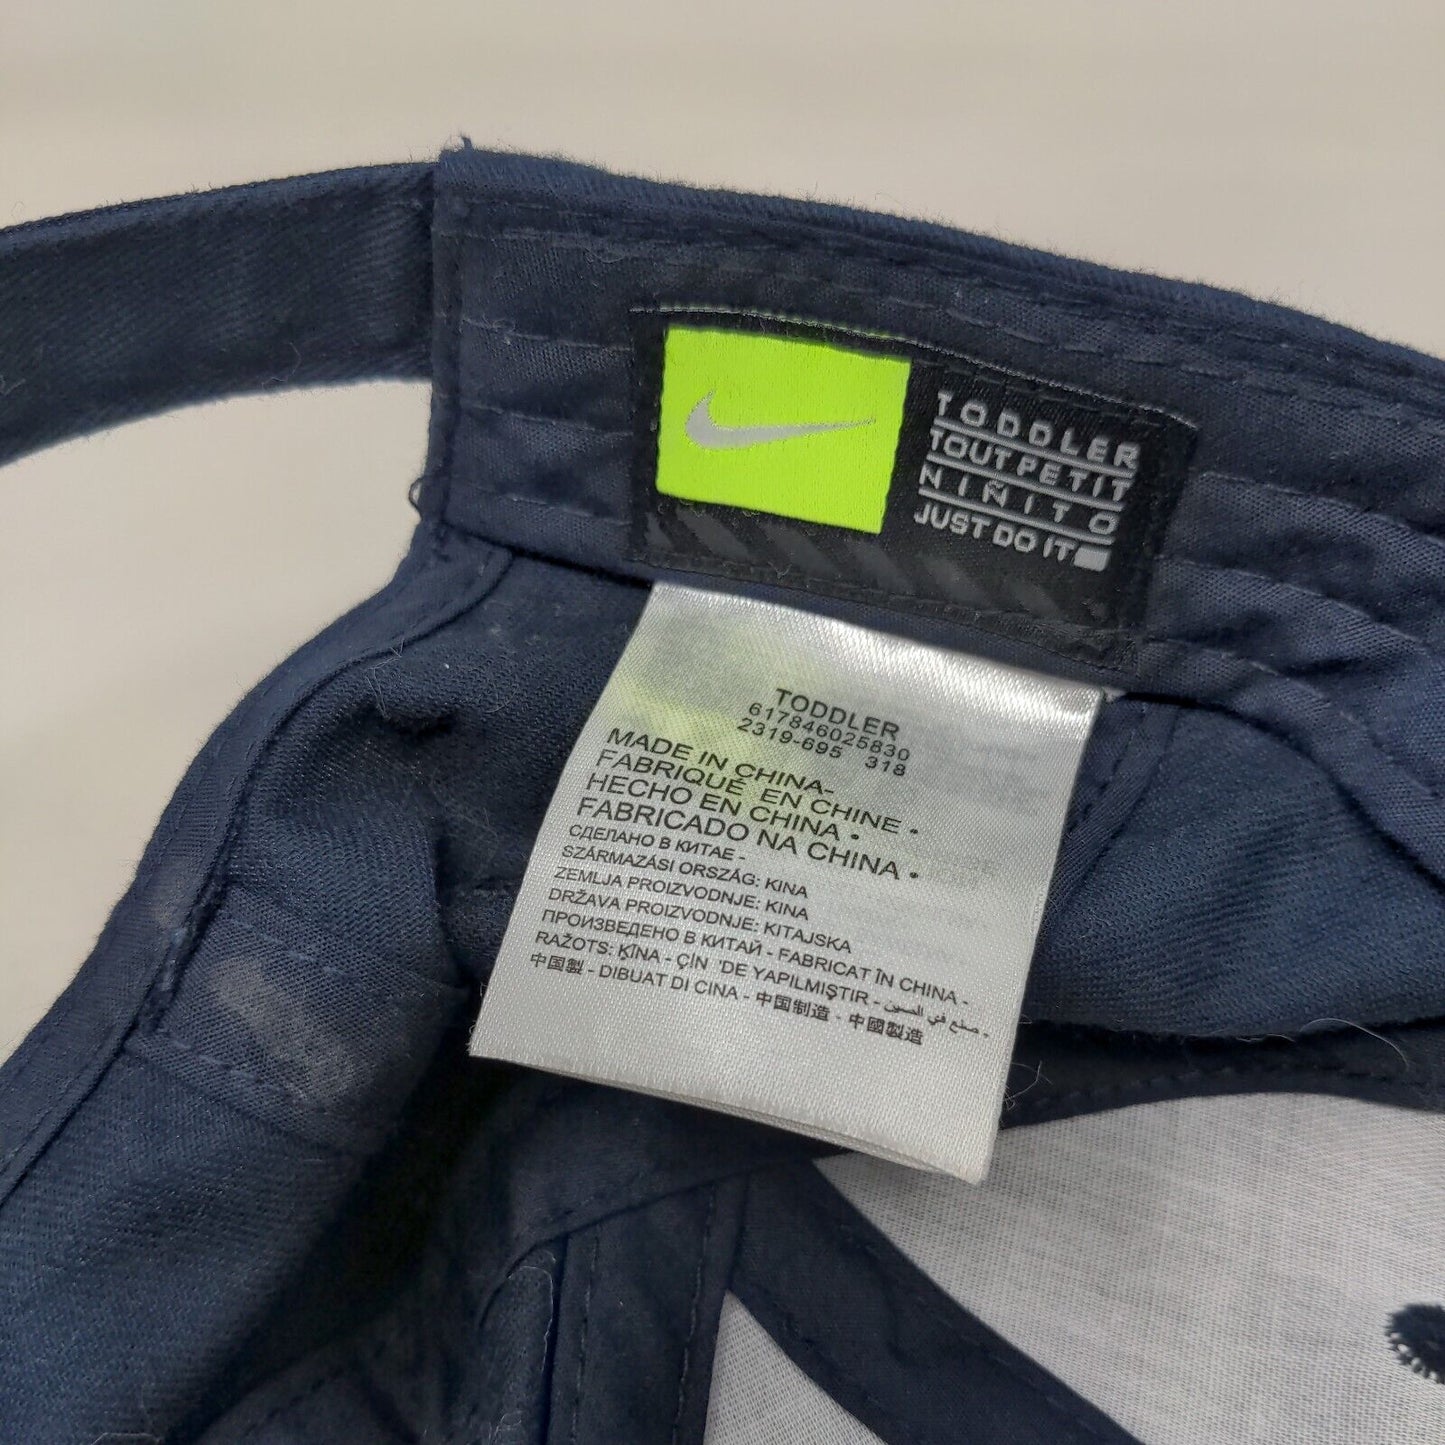 TODDLER
TOUT PETIT
NIÑITO
JUST DO IT
TODDLER
617846025830
2319-695 318
MADE IN CHINA-
FABRIQUÉ EN CHINE •
HECHO EN CHINA •
FABRICADO NA CHINA •
СДЕЛАНО В КИТАЕ -
SZÁRMAZÁSI ORSZÁG: KINA
ZEMLJA PROIZVODNJE: KINA
DRŽAVA PROIZVODNJE: KITAJSKA
ПРОИЗВЕДЕНО В КИТАЙ - FABRICAT ÎN CHINA -
RAŽOTS: ĶĪNA - ÇİN 'DE YAPILMIŞTIR - صنع في الصين -
中国製 - DIBUAT DI CINA - 中国制造 - 中國製造